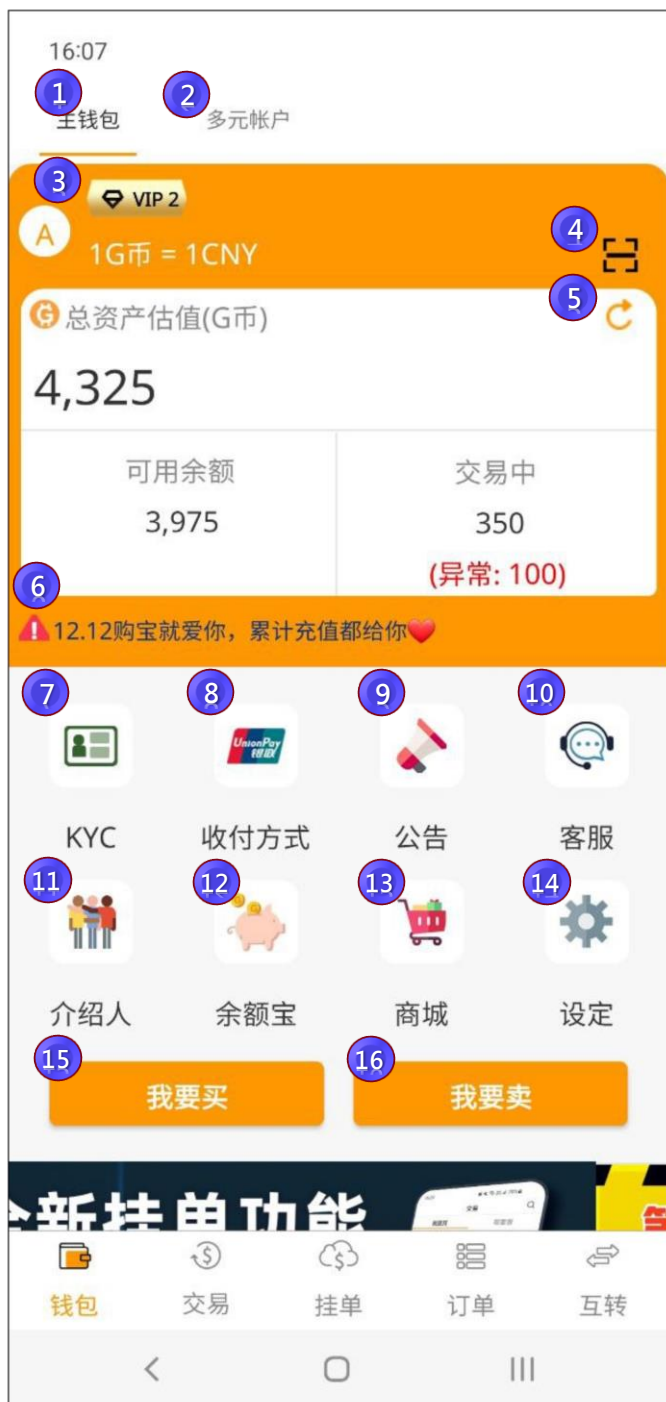 16:07
1
2
主钱包 多元帐户
3
VIP 2
A
4
1G币 = 1CNY
5
总资产估值(G币)
4,325
可用余额 交易中
3,975 350
(异常: 100)
6
12.12购宝就爱你，累计充值都给你❤
7 8 9 10
UnionPay
银联
KYC 收付方式 公告 客服
11 12 13 14
介绍人 余额宝 商城 设定
15 16
我要买 我要卖
全新挂单功能
钱包 交易 挂单 订单 互转